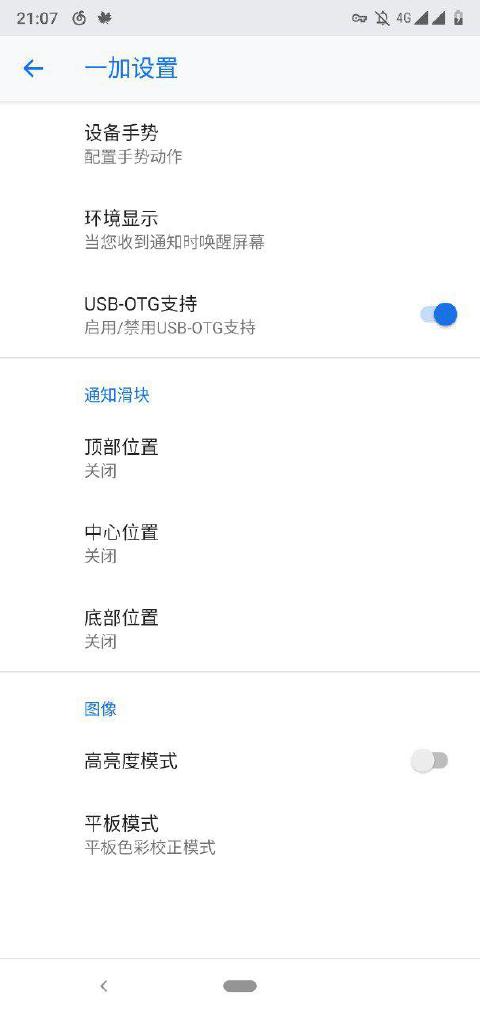 21:07
4G
一加设置
设备手势
配置手势动作
环境显示
当您收到通知时唤醒屏幕
USB-OTG支持
启用/禁用USB-OTG支持
通知滑块
顶部位置
关闭
中心位置
关闭
底部位置
关闭
图像
高亮度模式
平板模式
平板色彩校正模式